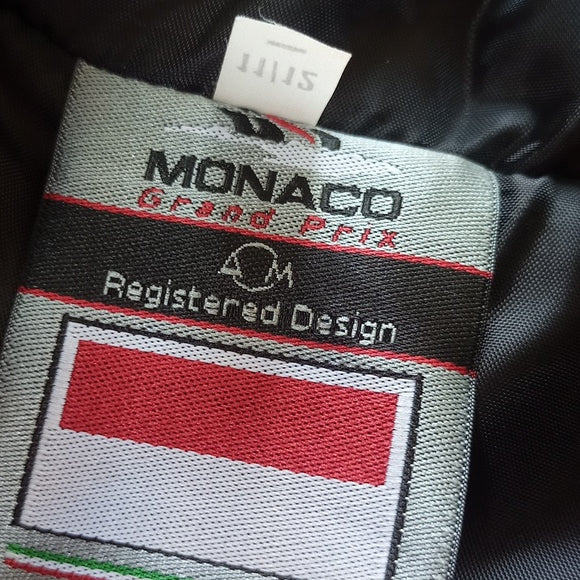 11/12
MONACO
Grand Prix
A M
Registered Design